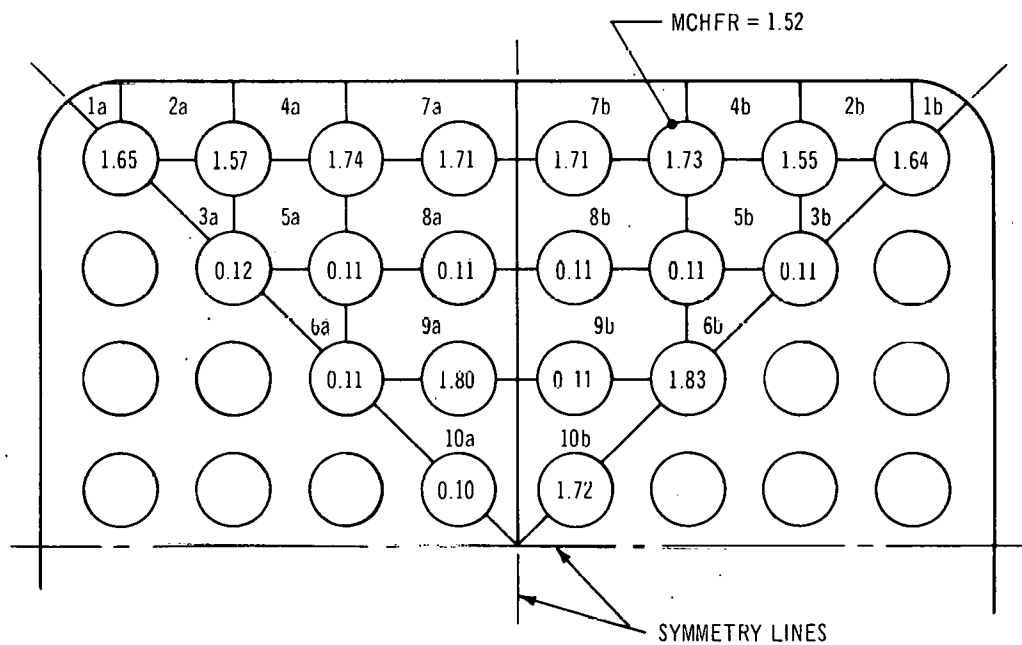 MCHFR = 1.52
1a 2a 4a 7a 7b 4b 2b 1b
1.65 1.57 1.74 1.71 1.71 1.73 1.55 1.64
3a 5a 8a 8b 5b 3b
0.12 0.11 0.11 0.11 0.11 0.11
6a 9a 9b 6b
0.11 1.80 0.11 1.83
10a 10b
0.10 1.72
SYMMETRY LINES